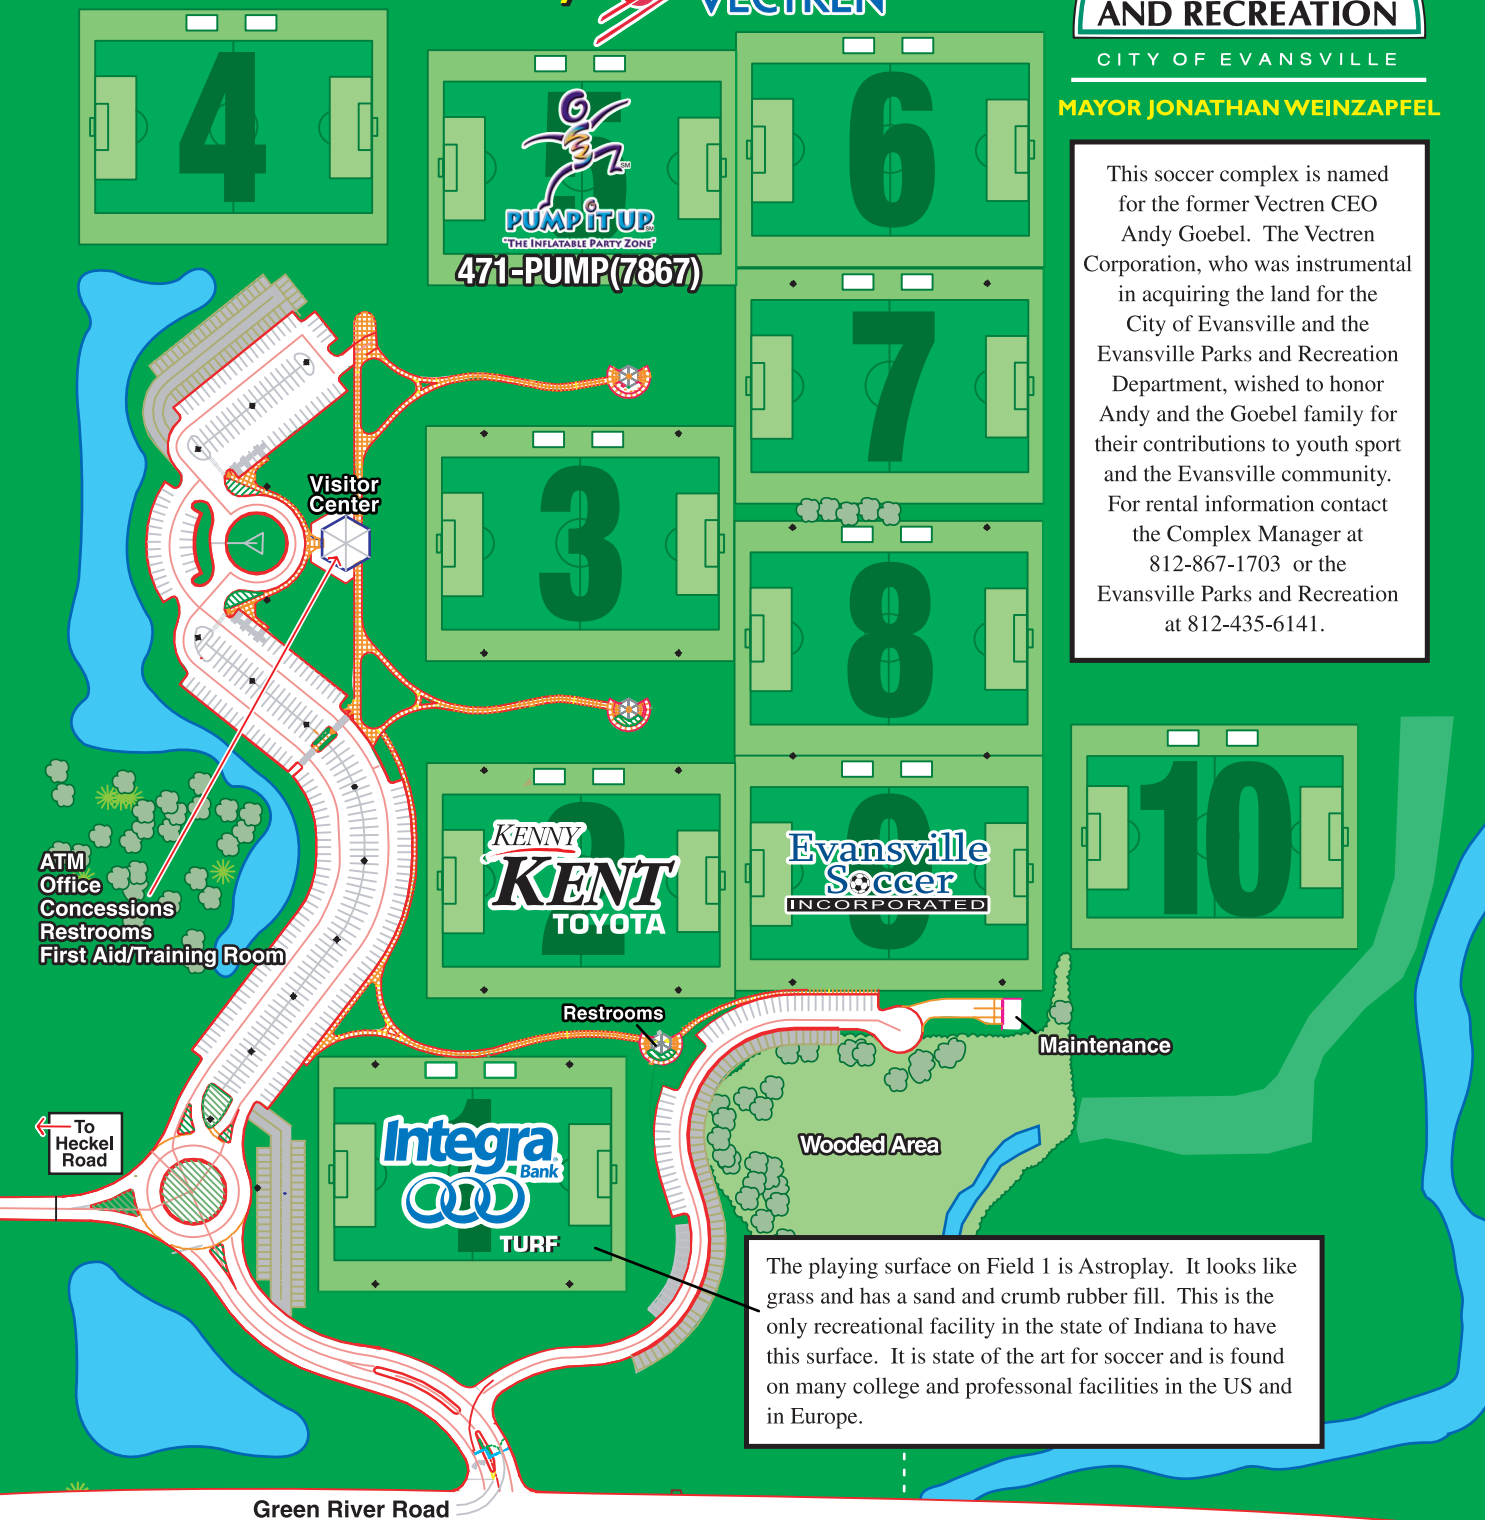 VECTREN
AND RECREATION
CITY OF EVANSVILLE
MAYOR JONATHAN WEINZAPFEL
4
5
PUMP IT UP SM
"THE INFLATABLE PARTY ZONE"
471-PUMP(7867)
6
This soccer complex is named
for the former Vectren CEO
Andy Goebel. The Vectren
Corporation, who was instrumental
in acquiring the land for the
City of Evansville and the
Evansville Parks and Recreation
Department, wished to honor
Andy and the Goebel family for
their contributions to youth sport
and the Evansville community.
For rental information contact
the Complex Manager at
812-867-1703 or the
Evansville Parks and Recreation
at 812-435-6141.
7
Visitor
Center
3
8
ATM
Office
Concessions
Restrooms
First Aid/Training Room
2
KENNY
KENT
TOYOTA
9
Evansville
Soccer
INCORPORATED
10
Restrooms
Maintenance
To
Heckel
Road
1
Integra
Bank
TURF
Wooded Area
The playing surface on Field 1 is Astroplay. It looks like
grass and has a sand and crumb rubber fill. This is the
only recreational facility in the state of Indiana to have
this surface. It is state of the art for soccer and is found
on many college and professonal facilities in the US and
in Europe.
Green River Road